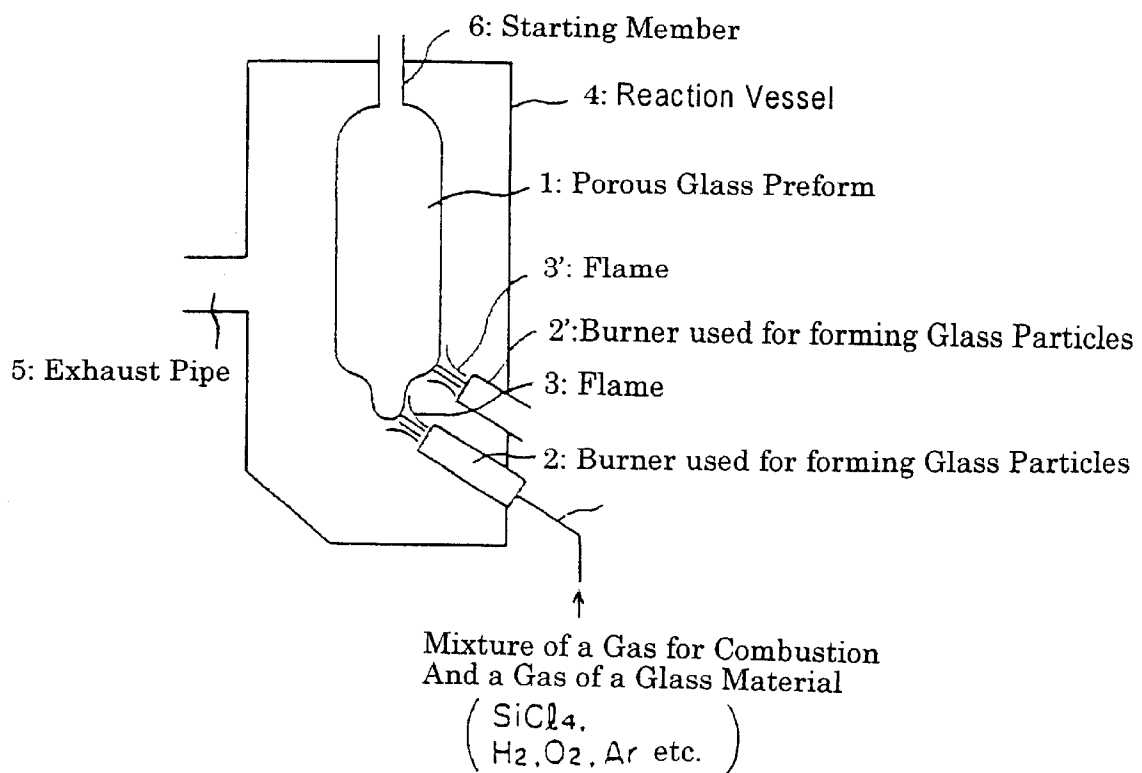 6: Starting Member
4: Reaction Vessel
1: Porous Glass Preform
3': Flame
2':Burner used for forming Glass Particles
5: Exhaust Pipe
3: Flame
2: Burner used for forming Glass Particles
Mixture of a Gas for Combustion
And a Gas of a Glass Material
( SiCl4,
H2,O2,Ar etc. )